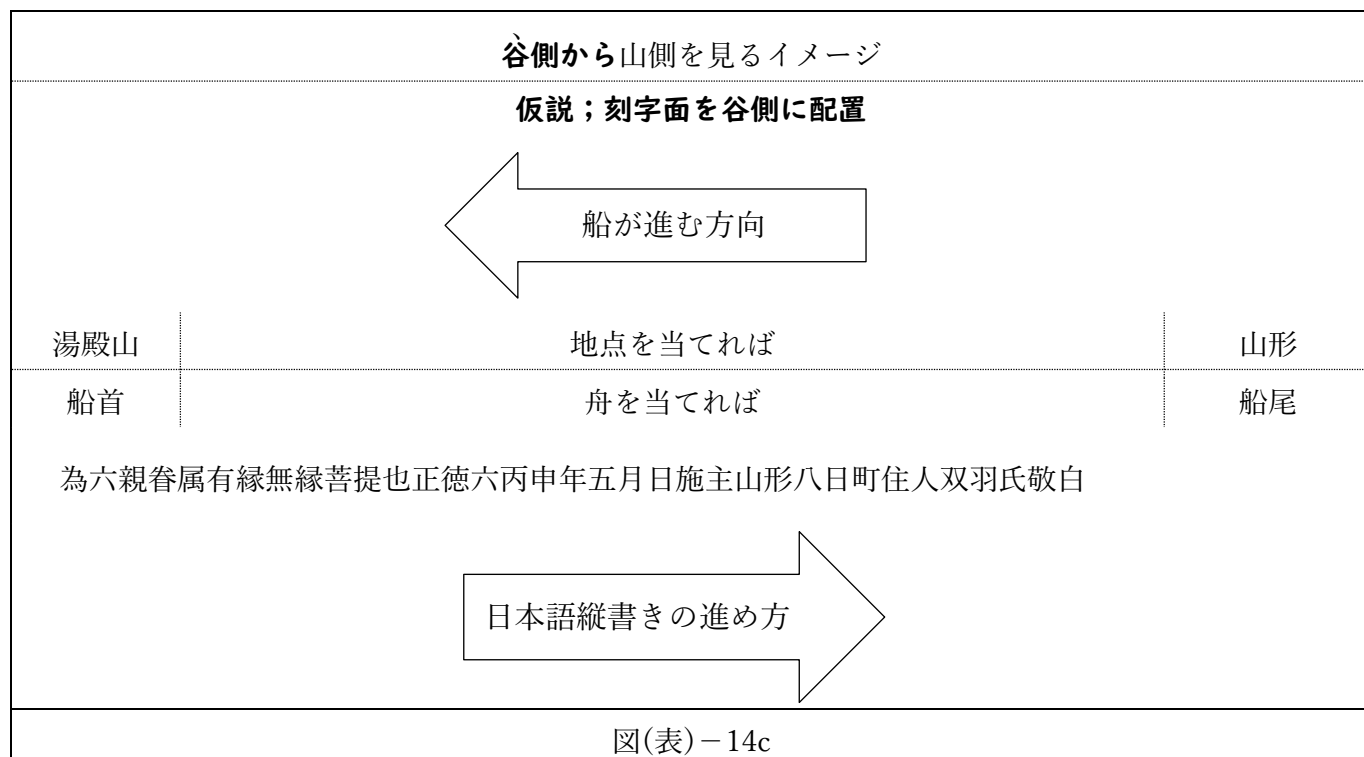 谷側から山側を見るイメージ
仮説；刻字面を谷側に配置
船が進む方向
湯殿山 地点を当てれば 山形
船首 舟を当てれば 船尾
為六親眷属有縁無縁菩提也正徳六丙申年五月日施主山形八日町住人双羽氏敬白
日本語縦書きの進め方
図(表)－14c